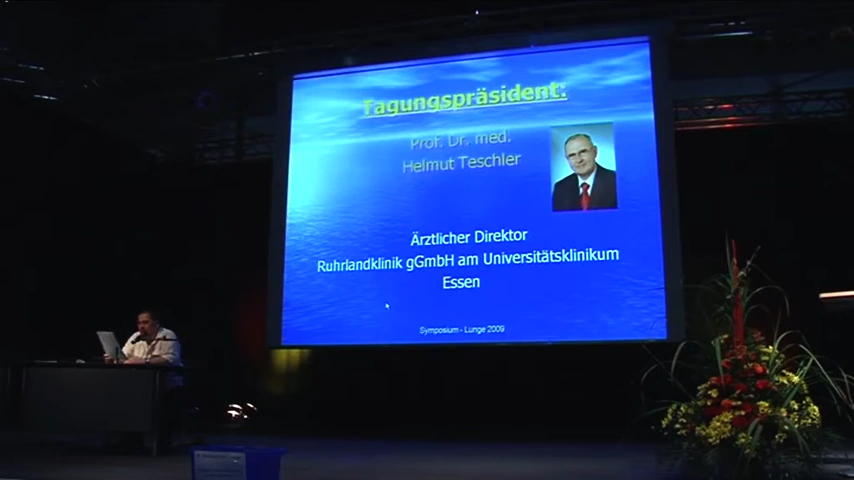 Tagungspräsident:
Prof. Dr. med.
Helmut Teschler
Ärztlicher Direktor
Ruhrlandklinik gGmbH am Universitätsklinikum
Essen
Symposium - Lunge 2009